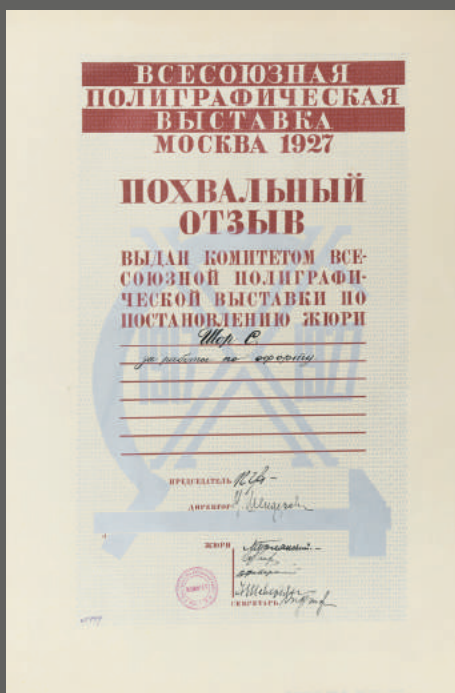 ВСЕСОЮЗНАЯ
ПОЛИГРАФИЧЕСКАЯ
ВЫСТАВКА
МОСКВА 1927
ПОХВАЛЬНЫЙ
ОТЗЫВ
ВЫДАН КОМИТЕТОМ ВСЕ-
СОЮЗНОЙ ПОЛИГРАФИ-
ЧЕСКОЙ ВЫСТАВКИ ПО
ПОСТАНОВЛЕНИЮ ЖЮРИ
Шор С.
за работы по офорту
ПРЕДСЕДАТЕЛЬ
ДИРЕКТОР
ЖЮРИ
СЕКРЕТАРЬ